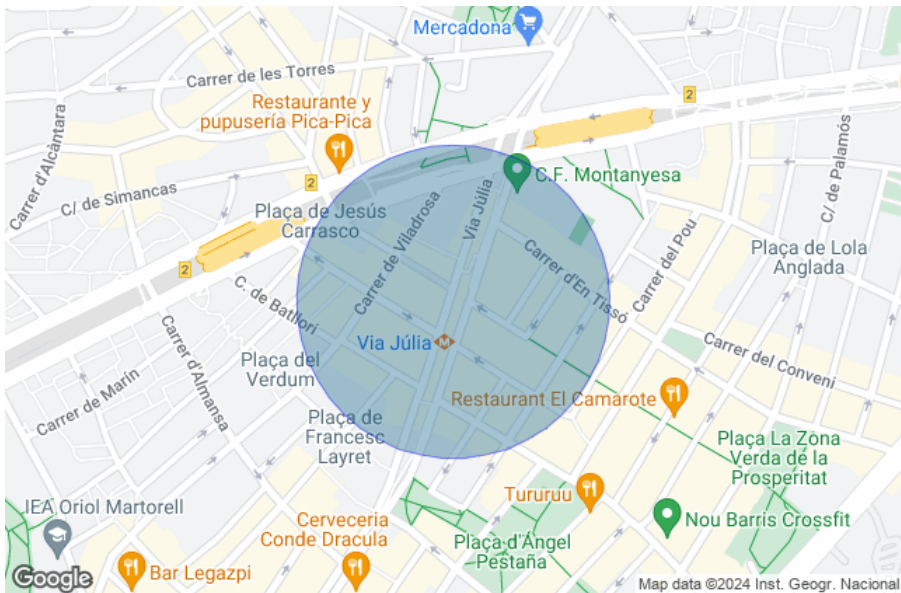 Mercadona
Carrer de les Torres
2
Restaurante y
pupusería Pica-Pica
Carrer d'Alcàntara
C/ de Simancas
2
C.F. Montanyesa
Carrer de Palamós
Plaça de Jesús
Carrasco
Carrer de Viladrosa
Via Júlia
Carrer d'En Tissó
Carrer del Pou
Plaça de Lola
Anglada
2
C. de Batllori
Via Júlia
M
Carrer del Conveni
Plaça del
Verdum
Carrer d'Almansa
Carrer de Marín
Restaurant El Camarote
Plaça de
Francesc
Layret
Plaça La Zona
Verda de la
Prosperitat
IEA Oriol Martorell
Cerveceria
Conde Dracula
Tururuu
Nou Barris Crossfit
Plaça d'Ángel
Pestaña
Bar Legazpi
Google
Map data ©2024 Inst. Geogr. Nacional